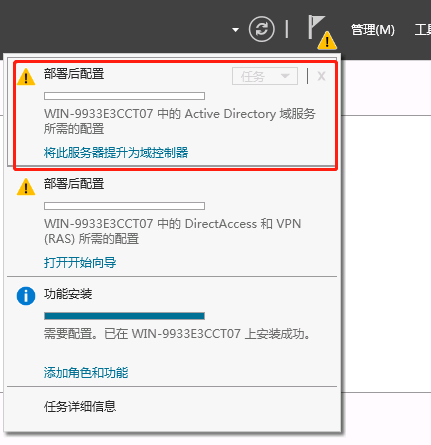 管理(M)
部署后配置
任务
X
WIN-9933E3CCT07 中的 Active Directory 域服务
所需的配置
将此服务器提升为域控制器
部署后配置
WIN-9933E3CCT07 中的 DirectAccess 和 VPN
(RAS) 所需的配置
打开开始向导
功能安装
需要配置。已在 WIN-9933E3CCT07 上安装成功。
添加角色和功能
任务详细信息